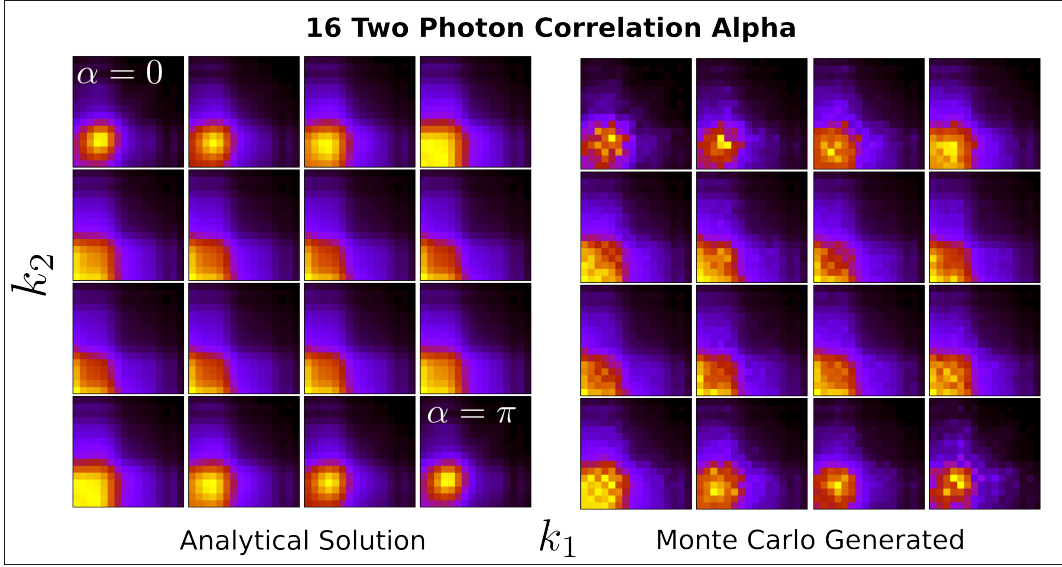 16 Two Photon Correlation Alpha
α = 0
k₂
α = π
Analytical Solution
k₁
Monte Carlo Generated